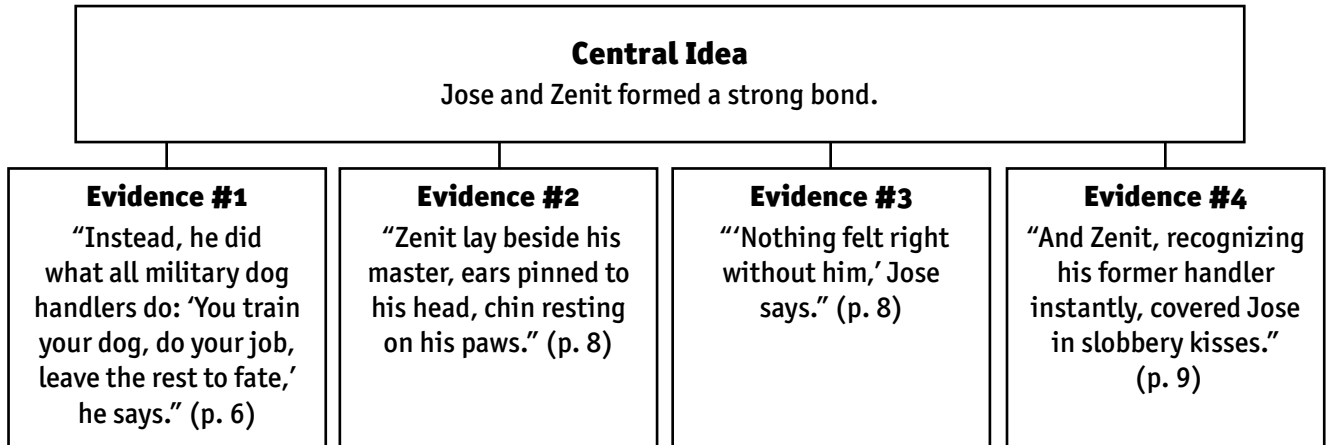 Central Idea
Jose and Zenit formed a strong bond.
Evidence #1
“Instead, he did
what all military dog
handlers do: ‘You train
your dog, do your job,
leave the rest to fate,’
he says.” (p. 6)
Evidence #2
“Zenit lay beside his
master, ears pinned to
his head, chin resting
on his paws.” (p. 8)
Evidence #3
“‘Nothing felt right
without him,’ Jose
says.” (p. 8)
Evidence #4
“And Zenit, recognizing
his former handler
instantly, covered Jose
in slobbery kisses.”
(p. 9)